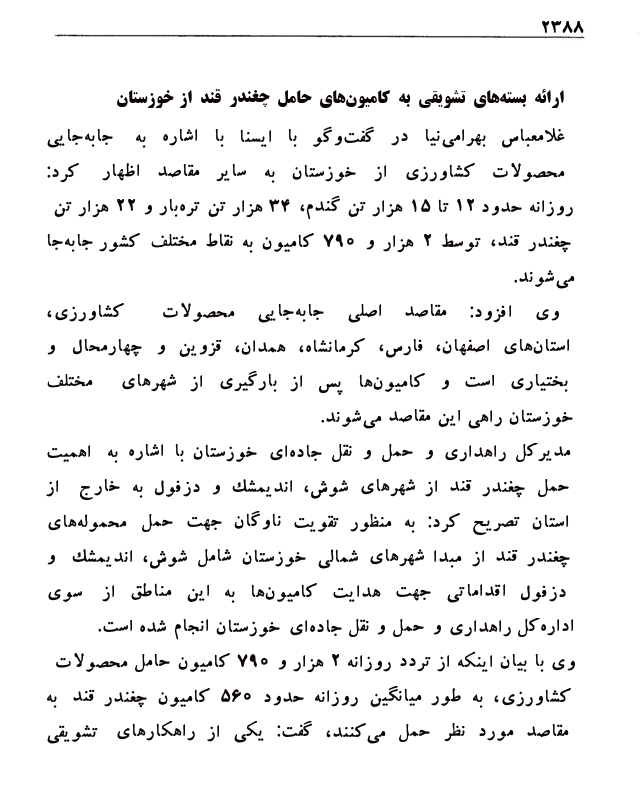 ۲۳۸۸
ارائه بسته‌های تشویقی به کامیون‌های حامل چغندر قند از خوزستان
غلامعباس بهرامی‌نیا در گفت‌وگو با ایسنا با اشاره به جابه‌جایی
محصولات کشاورزی از خوزستان به سایر مقاصد اظهار کرد:
روزانه حدود ۱۲ تا ۱۵ هزار تن گندم، ۳۴ هزار تن تره‌بار و ۲۲ هزار تن
چغندر قند، توسط ۲ هزار و ۷۹۰ کامیون به نقاط مختلف کشور جابه‌جا
می‌شوند.
وی افزود: مقاصد اصلی جابه‌جایی محصولات کشاورزی،
استان‌های اصفهان، فارس، کرمانشاه، همدان، قزوین و چهارمحال و
بختیاری است و کامیون‌ها پس از بارگیری از شهرهای مختلف
خوزستان راهی این مقاصد می‌شوند.
مدیرکل راهداری و حمل و نقل جاده‌ای خوزستان با اشاره به اهمیت
حمل چغندر قند از شهرهای شوش، اندیمشك و دزفول به خارج از
استان تصریح کرد: به منظور تقویت ناوگان جهت حمل محموله‌های
چغندر قند از مبدا شهرهای شمالی خوزستان شامل شوش، اندیمشك و
دزفول اقداماتی جهت هدایت کامیون‌ها به این مناطق از سوی
اداره‌کل راهداری و حمل و نقل جاده‌ای خوزستان انجام شده است.
وی با بیان اینکه از تردد روزانه ۲ هزار و ۷۹۰ کامیون حامل محصولات
کشاورزی، به طور میانگین روزانه حدود ۵۶۰ کامیون چغندر قند به
مقاصد مورد نظر حمل می‌کنند، گفت: یکی از راهکارهای تشویقی